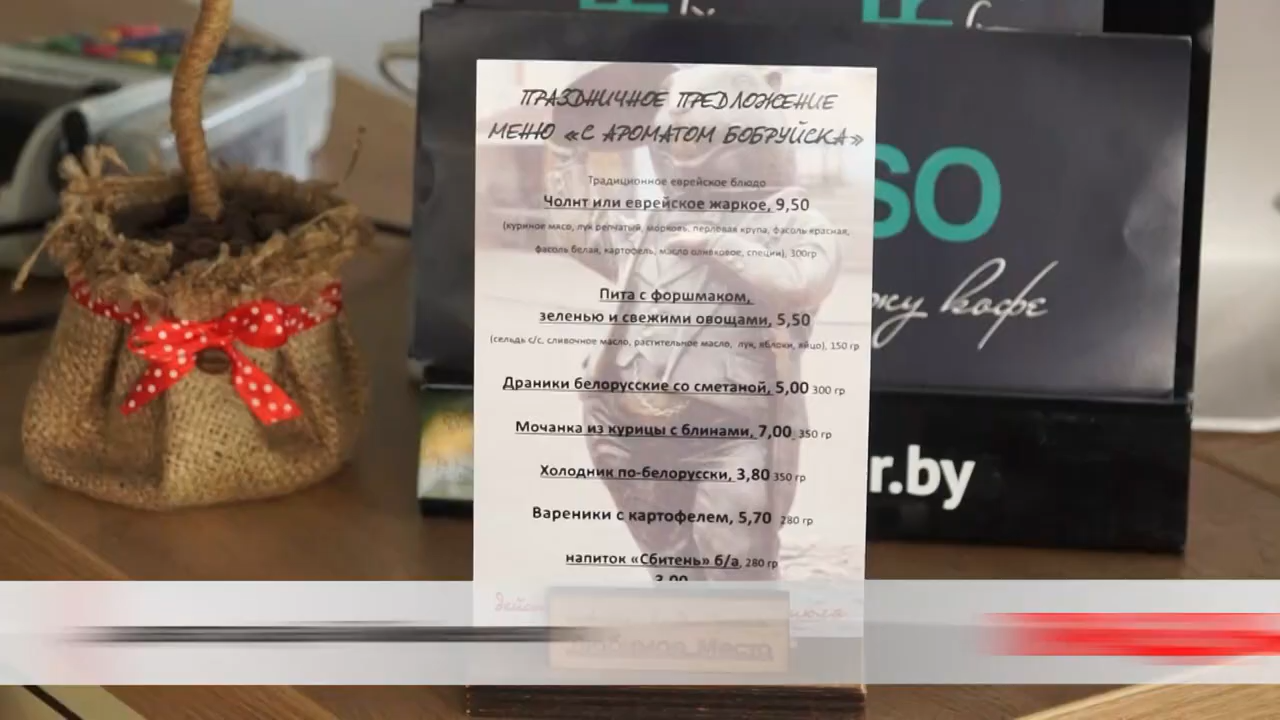 ПРАЗДНИЧНОЕ ПРЕДЛОЖЕНИЕ
МЕНЮ «С АРОМАТОМ БОБРУЙСКА»
Традиционное еврейское блюдо
Чолнт или еврейское жаркое, 9,50
(куриное мясо, лук репчатый, морковь, перловая крупа, фасоль красная,
фасоль белая, картофель, масло оливковое, специи), 300гр
Пита с форшмаком,
зеленью и свежими овощами, 5,50
(сельдь с/с, сливочное масло, растительное масло, лук, яблоки, яйцо), 150 гр
Драники белорусские со сметаной, 5,00 300 гр
Мочанка из курицы с блинами, 7,00 350 гр
Холодник по-белорусски, 3,80 350 гр
Вареники с картофелем, 5,70 280 гр
напиток «Сбитень» б/а, 280 гр
3,00
SO
кофе
r.by